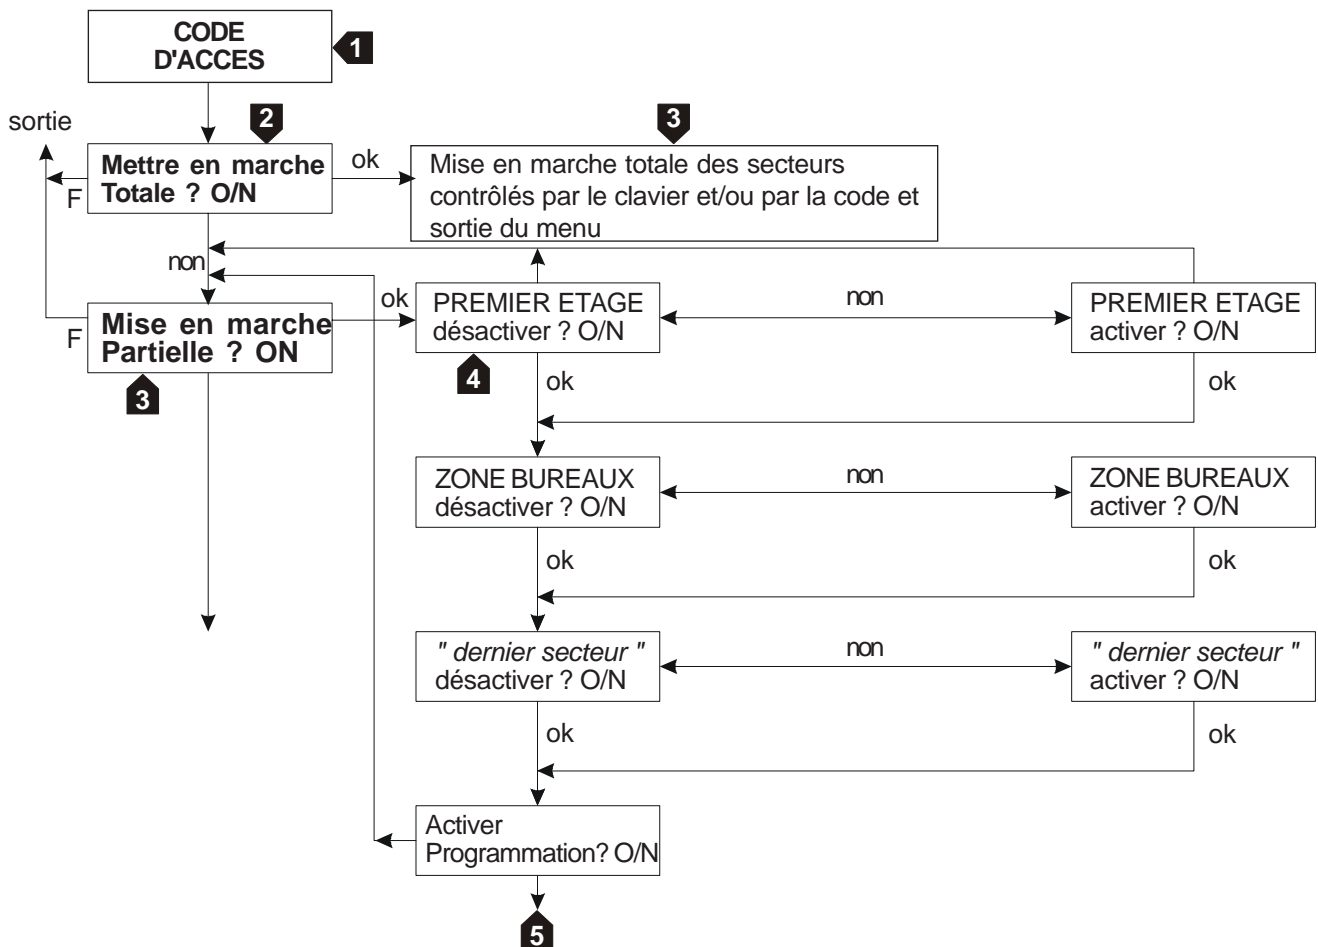 CODE
D'ACCES
1
sortie
2
3
Mettre en marche
Totale ? O/N
ok
F
Mise en marche totale des secteurs
contrôlés par le clavier et/ou par la code et
sortie du menu
non
Mise en marche
Partielle ? ON
ok
F
3
PREMIER ETAGE
désactiver ? O/N
non
PREMIER ETAGE
activer ? O/N
4
ok
ok
ZONE BUREAUX
désactiver ? O/N
non
ZONE BUREAUX
activer ? O/N
ok
ok
" dernier secteur "
désactiver ? O/N
non
" dernier secteur "
activer ? O/N
ok
ok
Activer
Programmation? O/N
5